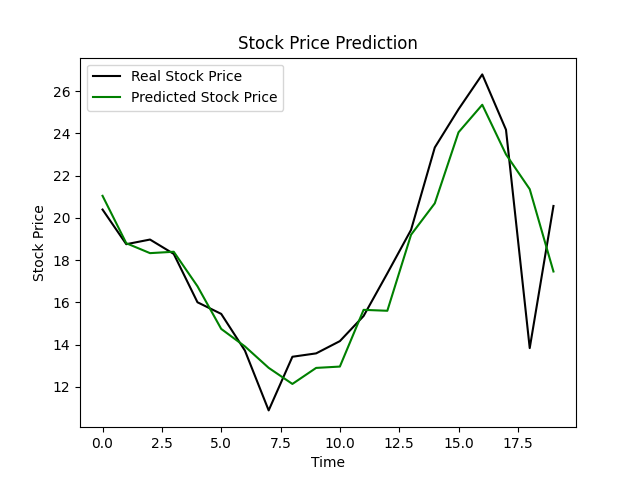 Stock Price Prediction
Real Stock Price
Predicted Stock Price
Stock Price
26
24
22
20
18
16
14
12
0.0 2.5 5.0 7.5 10.0 12.5 15.0 17.5
Time